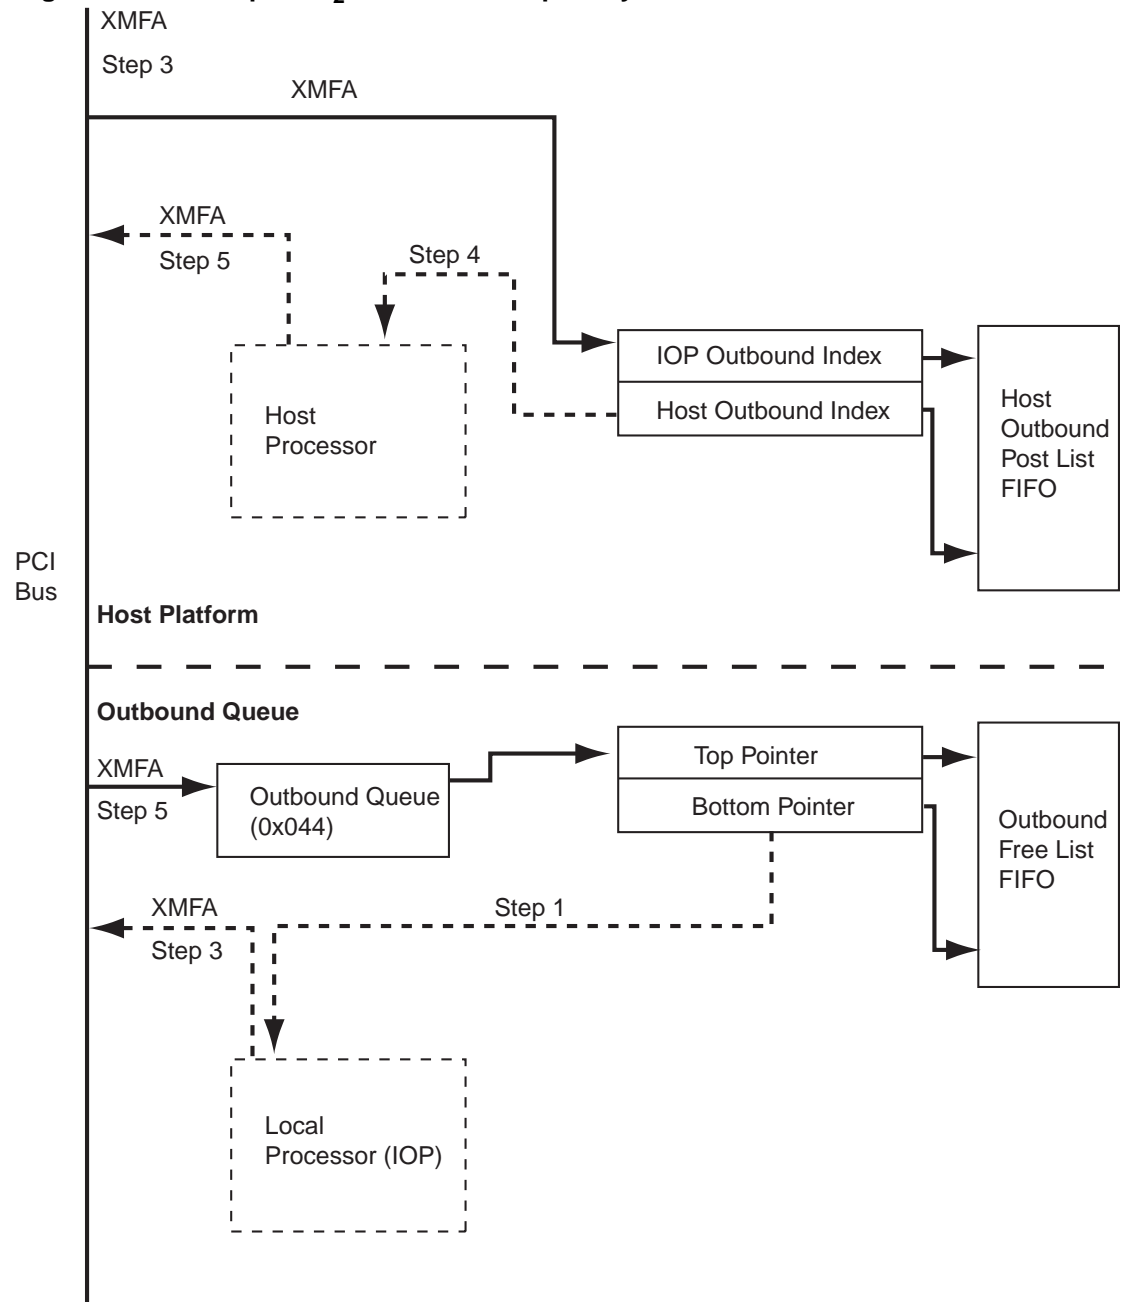 XMFA
Step 3
XMFA
XMFA
Step 5
Step 4
IOP Outbound Index
Host Outbound Index
Host
Outbound
Post List
FIFO
Host
Processor
PCI
Bus
Host Platform
Outbound Queue
XMFA
Step 5
Outbound Queue
(0x044)
Top Pointer
Bottom Pointer
Outbound
Free List
FIFO
XMFA
Step 3
Step 1
Local
Processor (IOP)